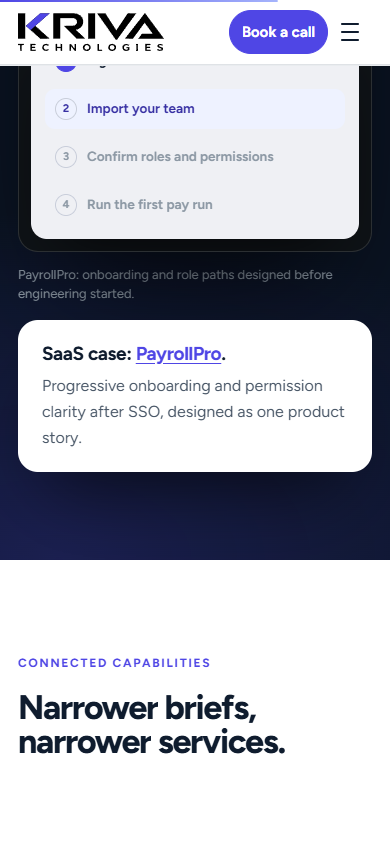 KRIVA
TECHNOLOGIES
Book a call
2 Import your team
3 Confirm roles and permissions
4 Run the first pay run
PayrollPro: onboarding and role paths designed before
engineering started.
SaaS case: PayrollPro.
Progressive onboarding and permission
clarity after SSO, designed as one product
story.
CONNECTED CAPABILITIES
Narrower briefs,
narrower services.